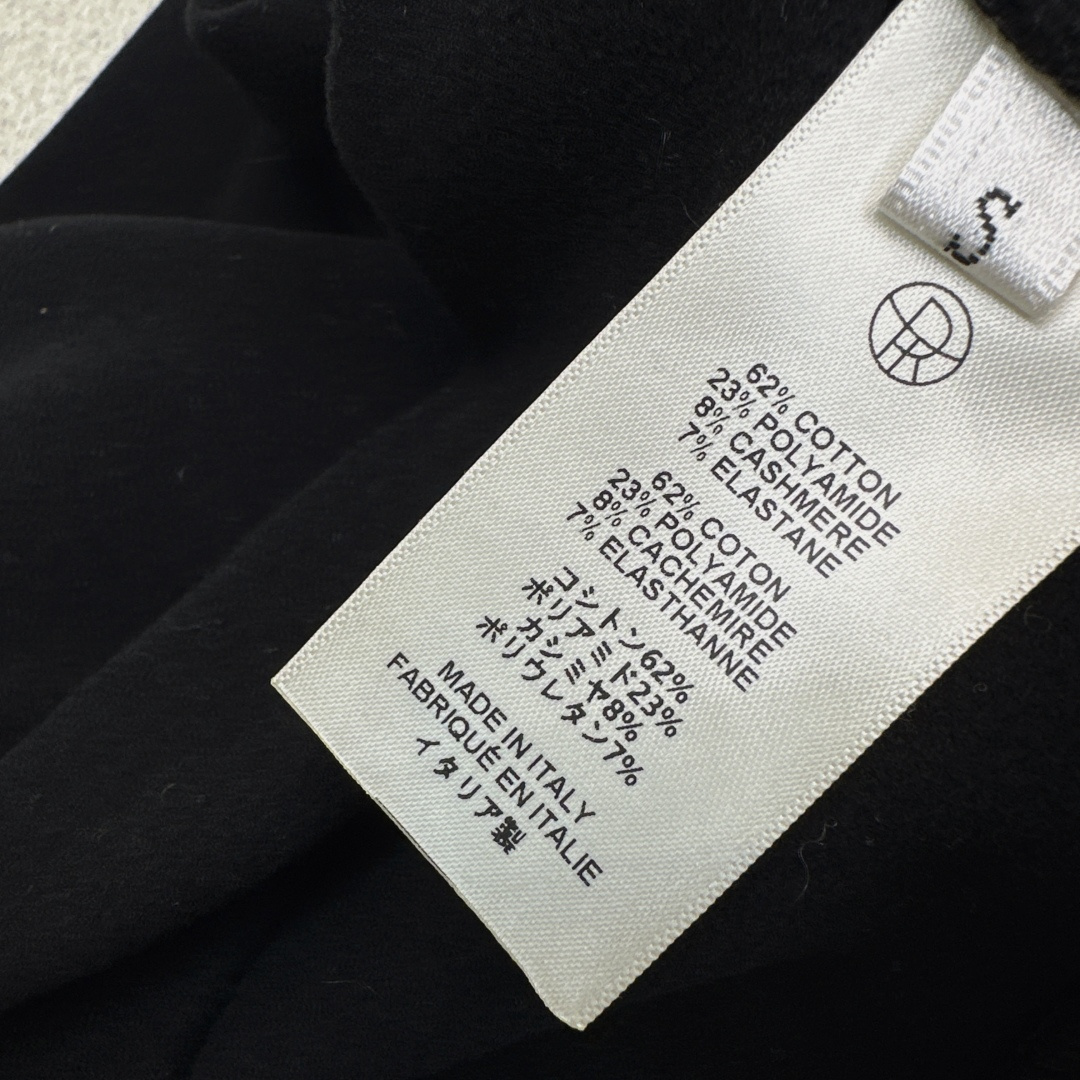 S
62% COTTON
23% POLYAMIDE
8% CASHMERE
7% ELASTANE
62% COTON
23% POLYAMIDE
8% CACHEMIRE
7% ELASTHANNE
コシトン62%
ポリアミド23%
カシミヤ8%
ポリウレタン7%
MADE IN ITALY
FABRIQUÉ EN ITALIE
イタリア製